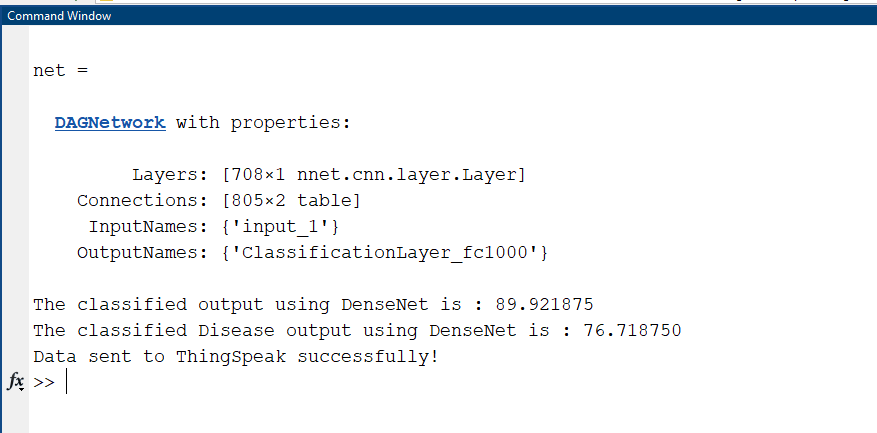 Command Window
net =
DAGNetwork with properties:
Layers: [708×1 nnet.cnn.layer.Layer]
Connections: [805×2 table]
InputNames: {'input_1'}
OutputNames: {'ClassificationLayer_fc1000'}
The classified output using DenseNet is : 89.921875
The classified Disease output using DenseNet is : 76.718750
Data sent to ThingSpeak successfully!
fx >>